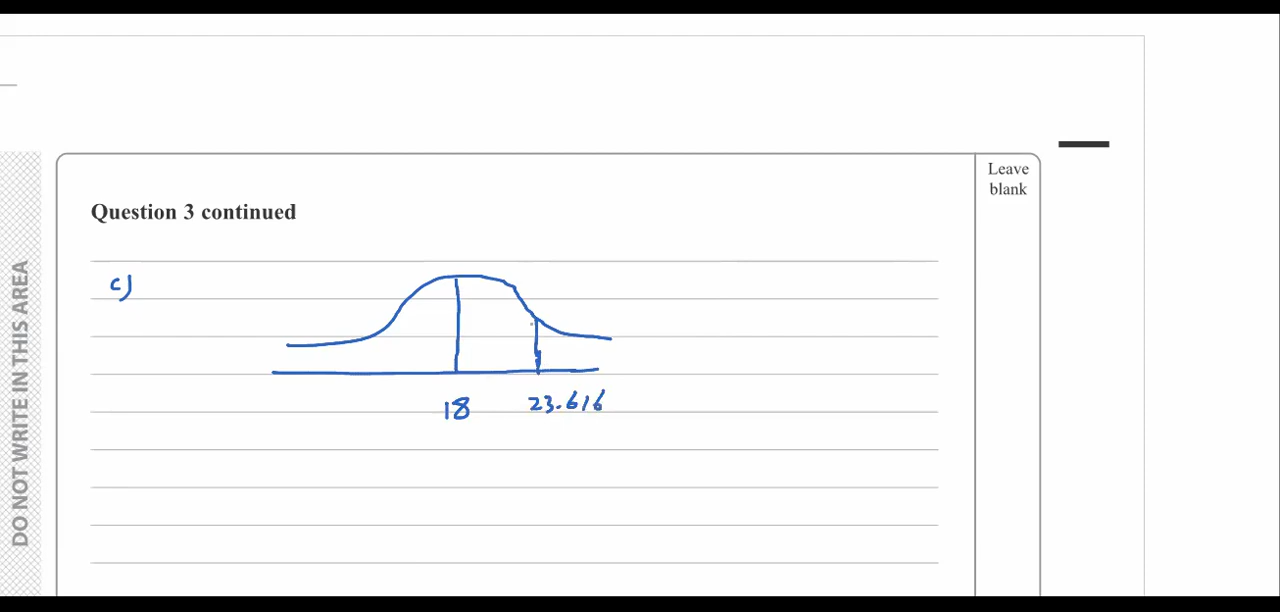 Leave
blank
Question 3 continued
c)
18 23.616
DO NOT WRITE IN THIS AREA